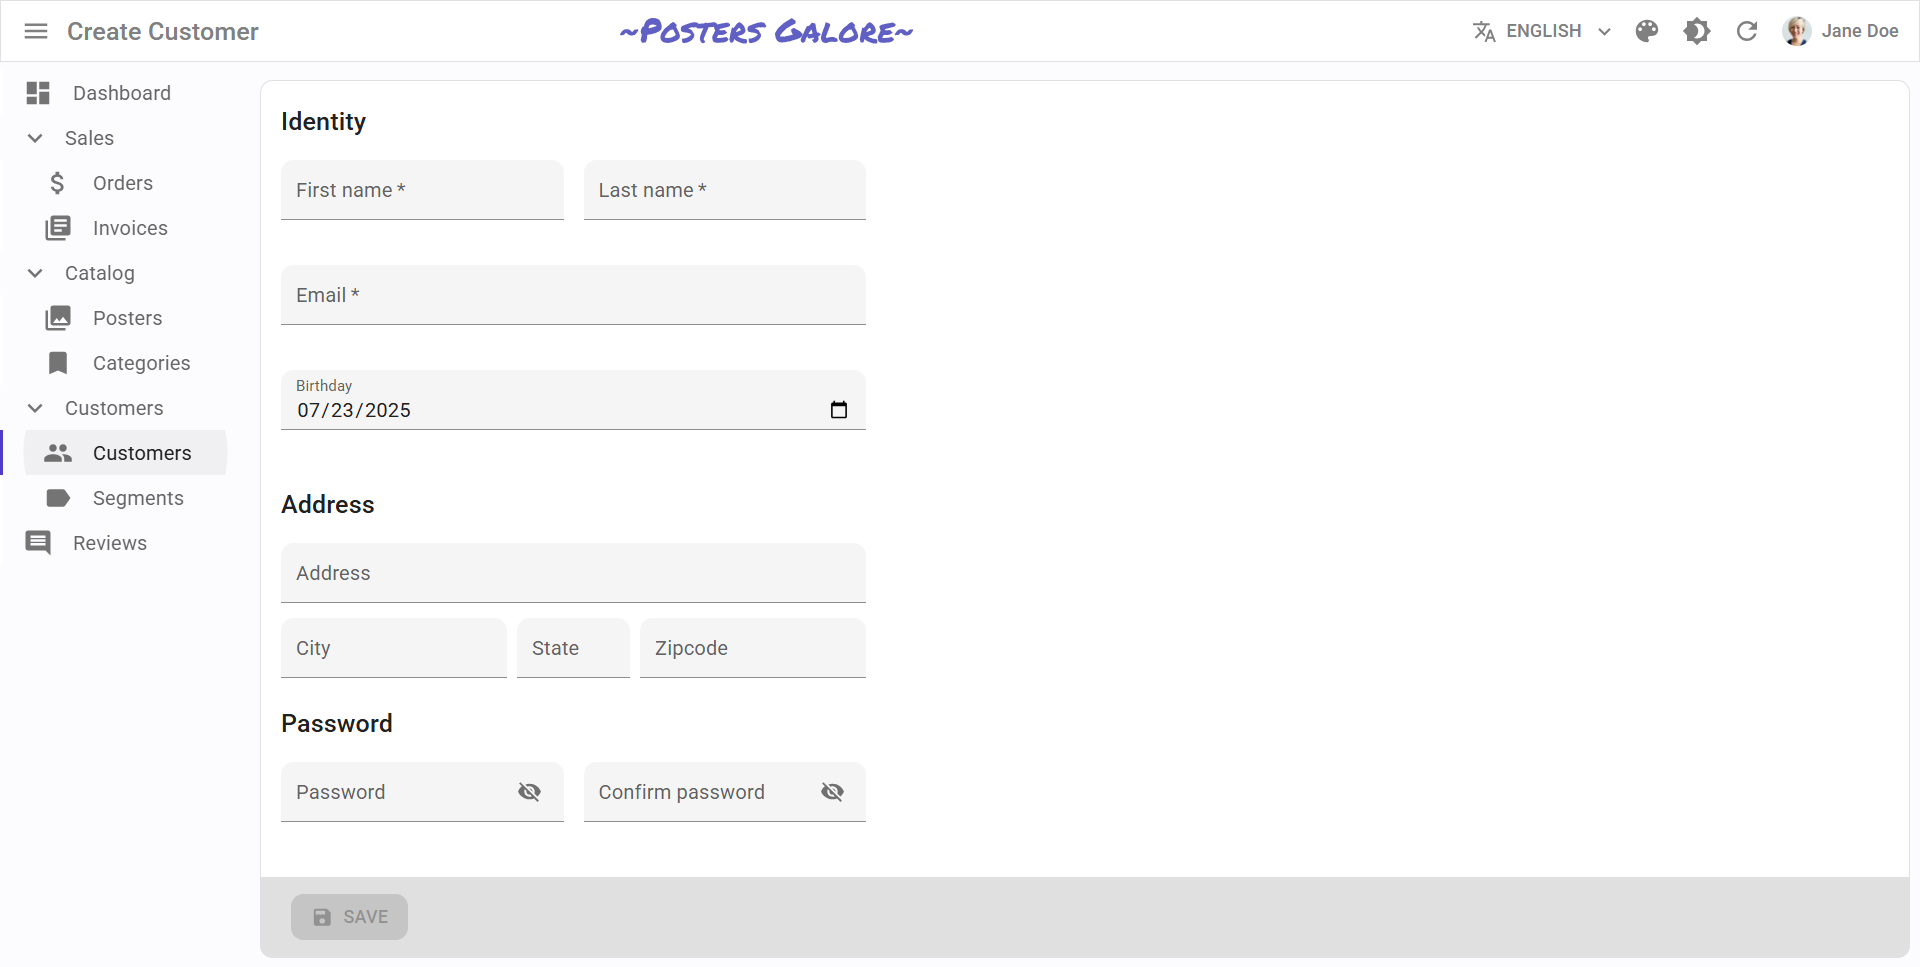 Create Customer
~Posters Galore~
ENGLISH
Jane Doe
Dashboard
Sales
Orders
Invoices
Catalog
Posters
Categories
Customers
Customers
Segments
Reviews
Identity
First name *
Last name *
Email *
Birthday
07/23/2025
Address
Address
City
State
Zipcode
Password
Password
Confirm password
SAVE